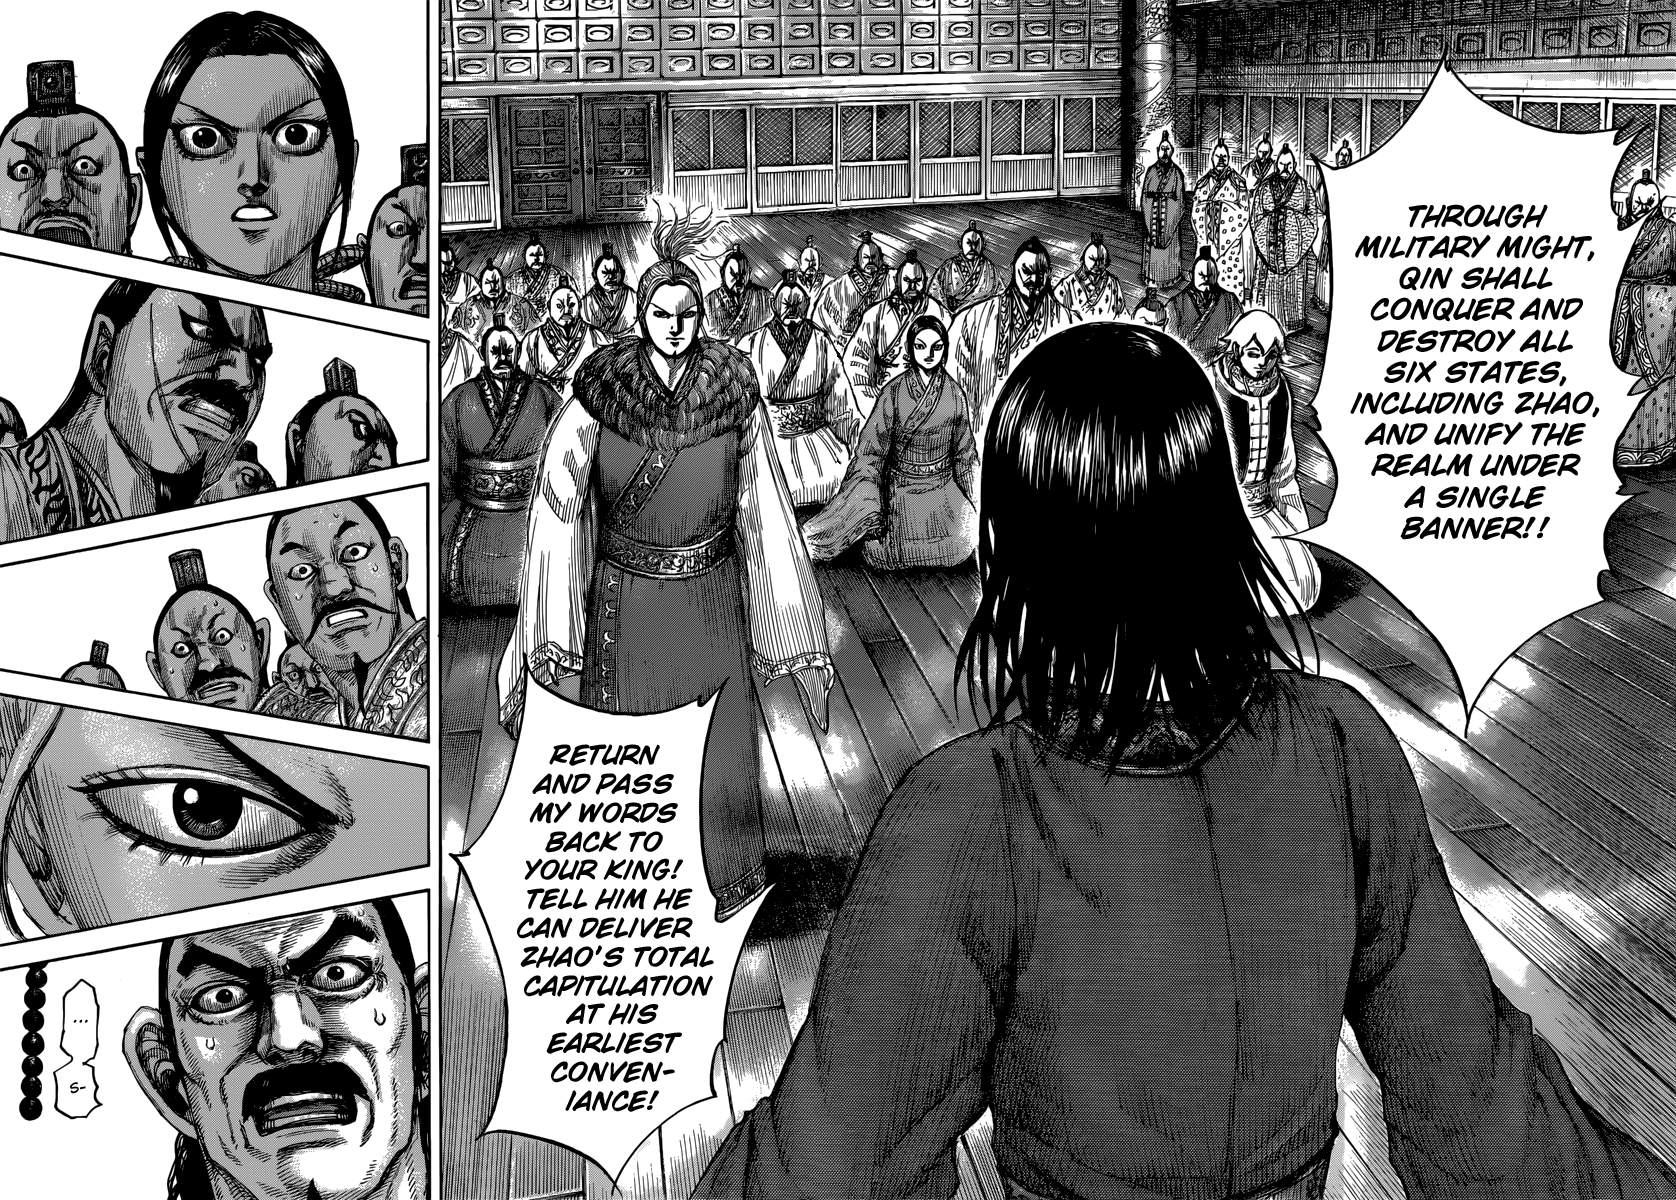 THROUGH
MILITARY MIGHT,
QIN SHALL
CONQUER AND
DESTROY ALL
SIX STATES,
INCLUDING ZHAO,
AND UNIFY THE
REALM UNDER
A SINGLE
BANNER!!
RETURN
AND PASS
MY WORDS
BACK TO
YOUR KING!
TELL HIM HE
CAN DELIVER
ZHAO'S TOTAL
CAPITULATION
AT HIS
EARLIEST
CONVEN-
IANCE!
...
S-